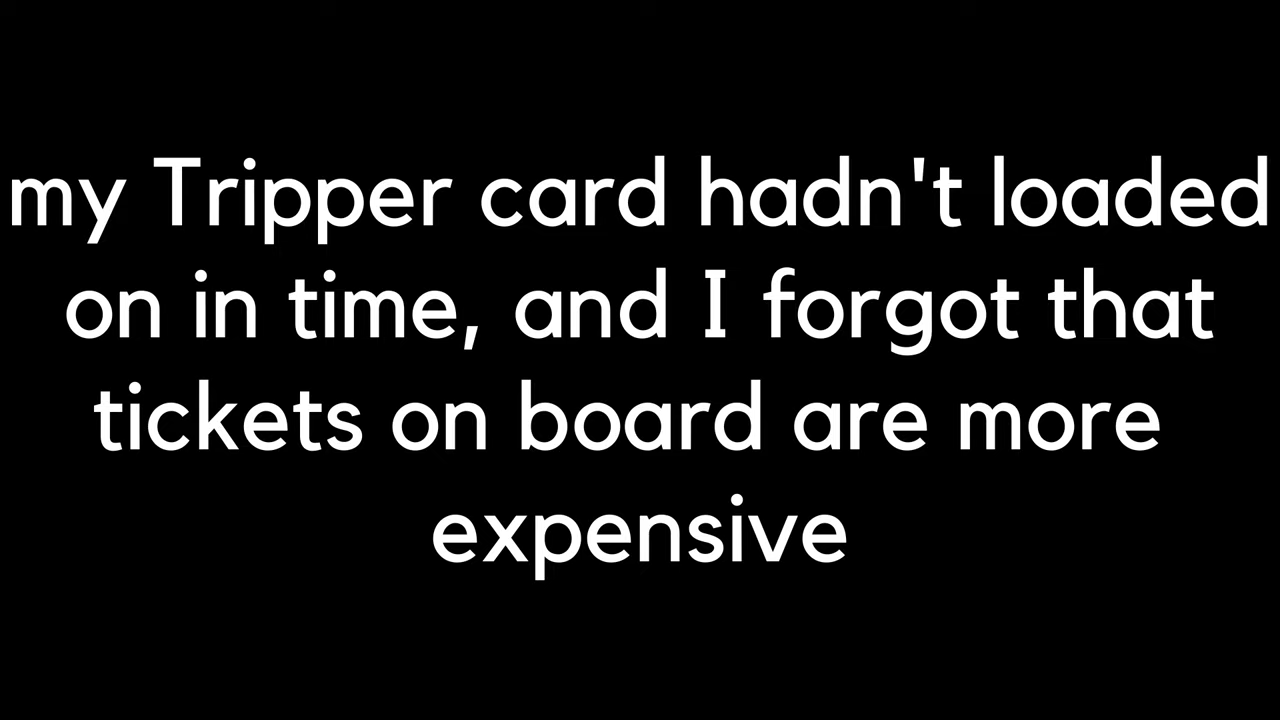 my Tripper card hadn't loaded
on in time, and I forgot that
tickets on board are more
expensive